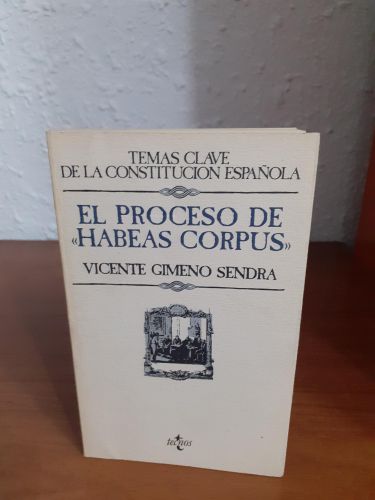 TEMAS CLAVE
DE LA CONSTITUCION ESPAÑOLA
EL PROCESO DE
«HABEAS CORPUS»
VICENTE GIMENO SENDRA
tecnos